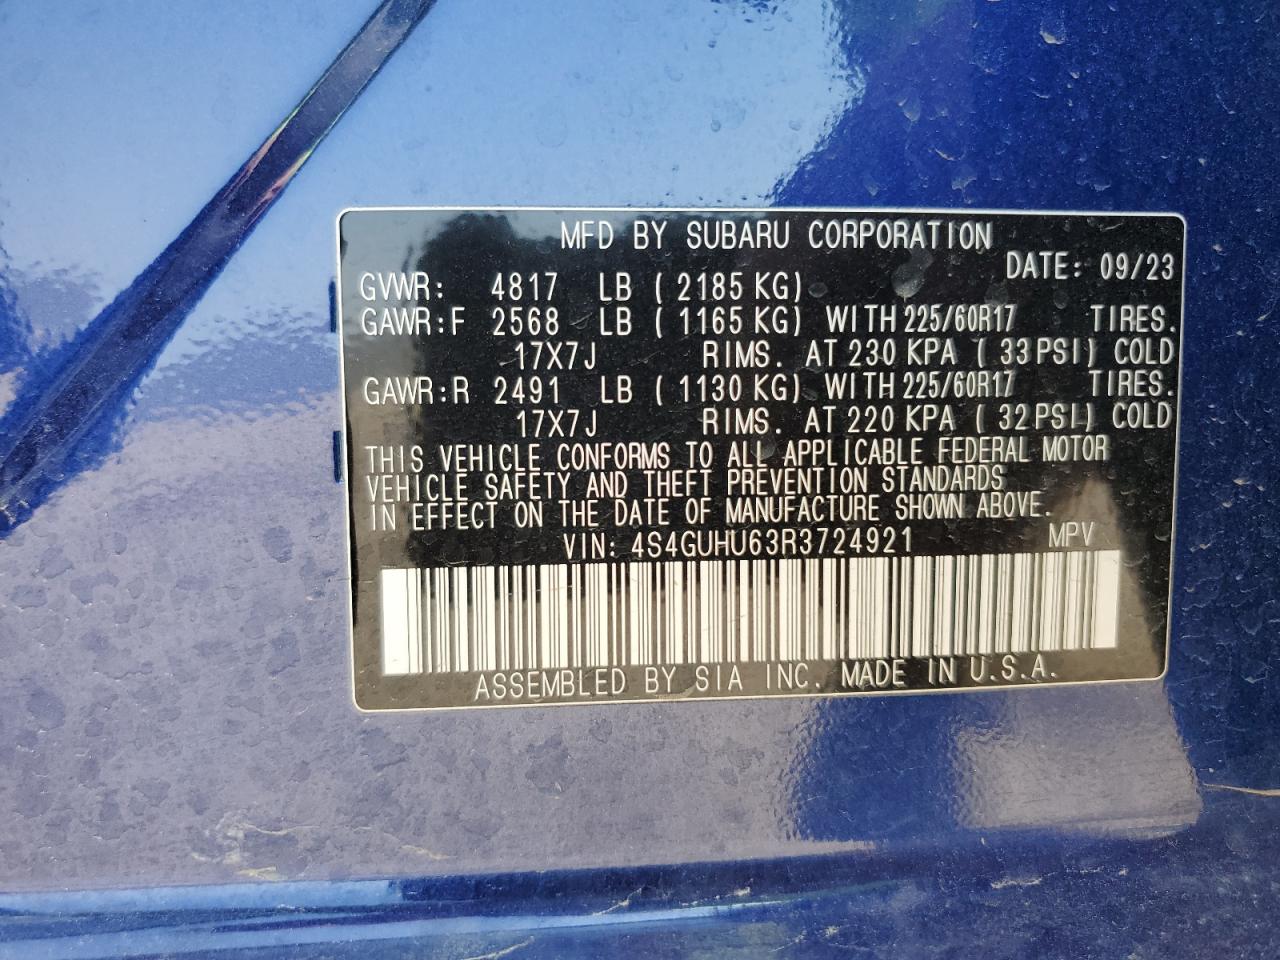 MFD BY SUBARU CORPORATION
DATE: 09/23
GVWR: 4817 LB ( 2185 KG)
GAWR:F 2568 LB ( 1165 KG) WITH 225/60R17 TIRES.
17X7J RIMS. AT 230 KPA ( 33 PSI) COLD
GAWR:R 2491 LB ( 1130 KG) WITH 225/60R17 TIRES.
17X7J RIMS. AT 220 KPA ( 32 PSI) COLD
THIS VEHICLE CONFORMS TO ALL APPLICABLE FEDERAL MOTOR
VEHICLE SAFETY AND THEFT PREVENTION STANDARDS
IN EFFECT ON THE DATE OF MANUFACTURE SHOWN ABOVE.
VIN: 4S4GUHU63R3724921 MPV
ASSEMBLED BY SIA INC. MADE IN U.S.A.